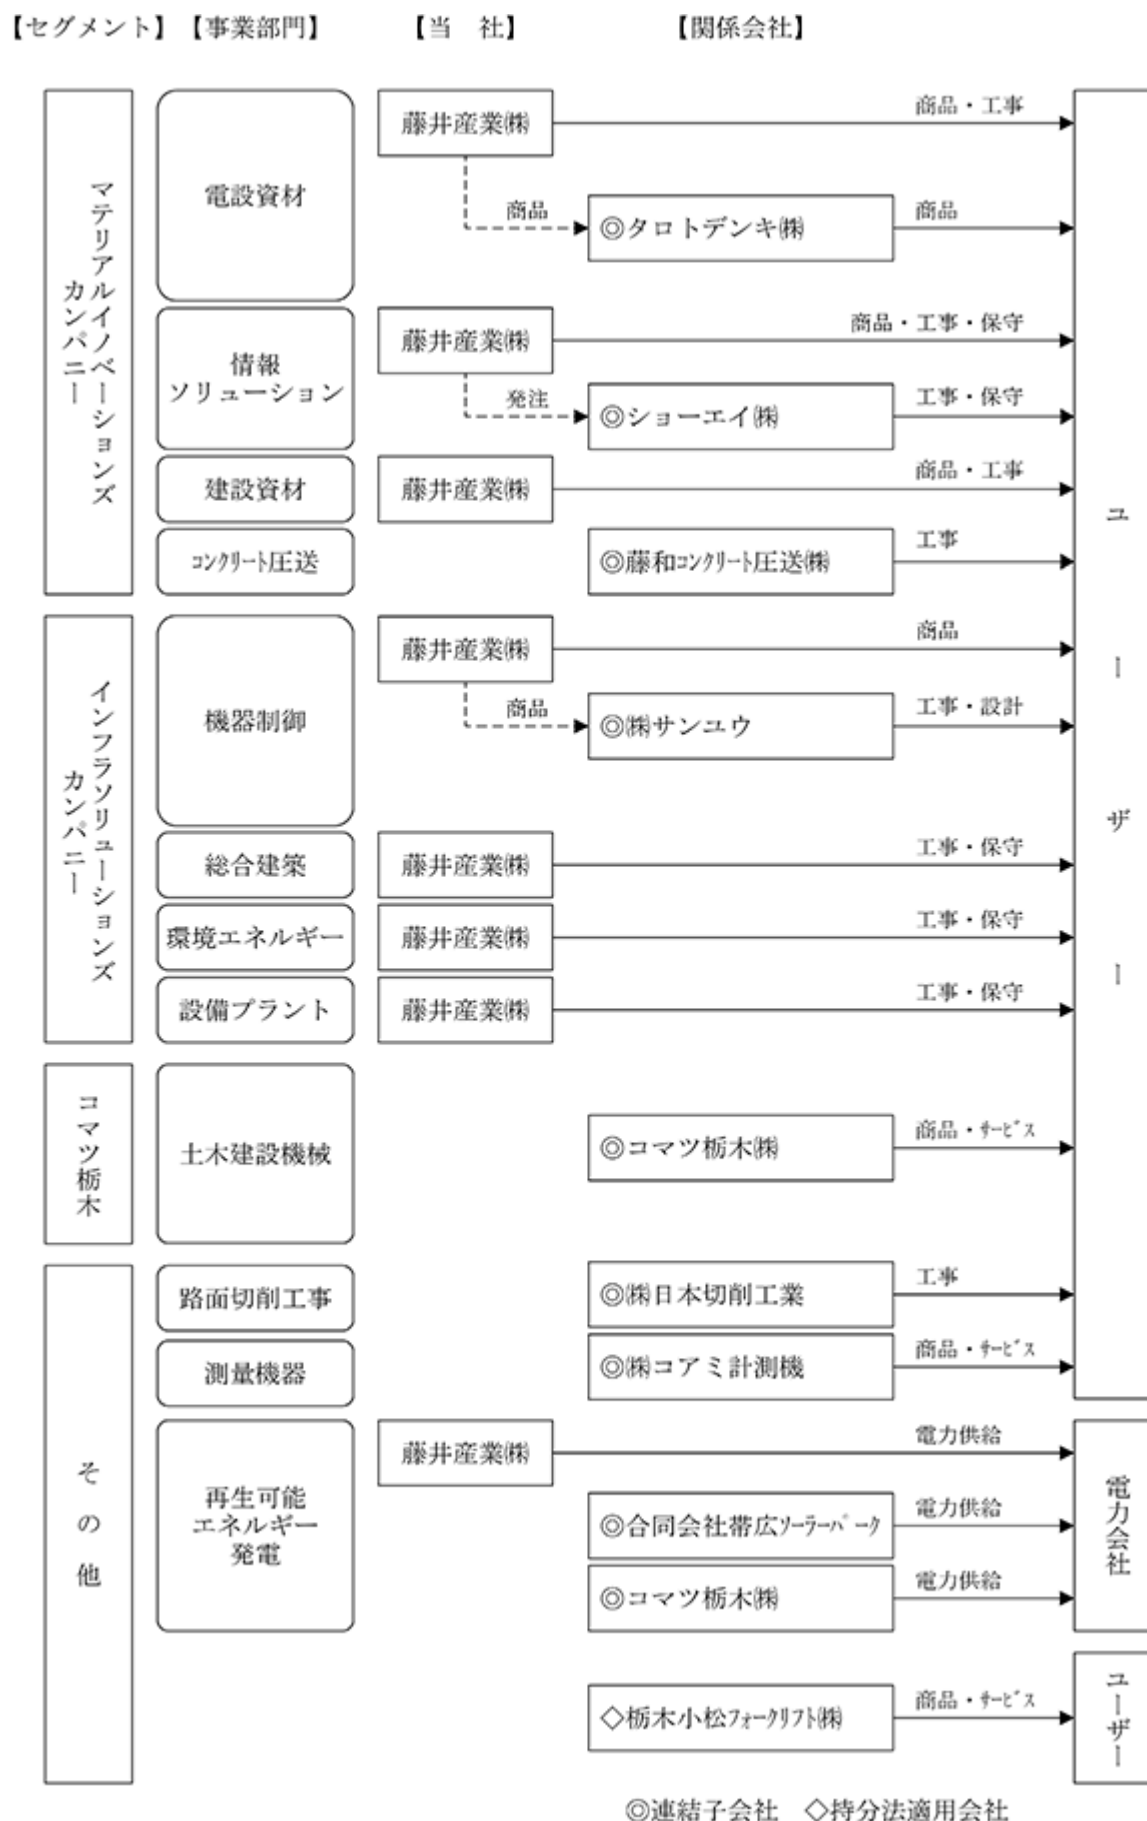 【セグメント】【事業部門】 【当　社】 【関係会社】
マテリアルイノベーションズ
カンパニー
電設資材
藤井産業㈱
商品・工事
商品
◎タロトデンキ㈱
商品
情報
ソリューション
藤井産業㈱
商品・工事・保守
発注
◎ショーエイ㈱
工事・保守
建設資材
藤井産業㈱
商品・工事
コンクリート圧送
◎藤和コンクリート圧送㈱
工事
インフラソリューションズ
カンパニー
機器制御
藤井産業㈱
商品
商品
◎㈱サンユウ
工事・設計
総合建築
藤井産業㈱
工事・保守
環境エネルギー
藤井産業㈱
工事・保守
設備プラント
藤井産業㈱
工事・保守
コマツ栃木
土木建設機械
◎コマツ栃木㈱
商品・サービス
ユーザー
その他
路面切削工事
◎㈱日本切削工業
工事
測量機器
◎㈱コアミ計測機
商品・サービス
再生可能
エネルギー
発電
藤井産業㈱
電力供給
◎合同会社帯広ソーラーパーク
電力供給
◎コマツ栃木㈱
電力供給
電力会社
◇栃木小松フォークリフト㈱
商品・サービス
ユーザー
◎連結子会社　◇持分法適用会社